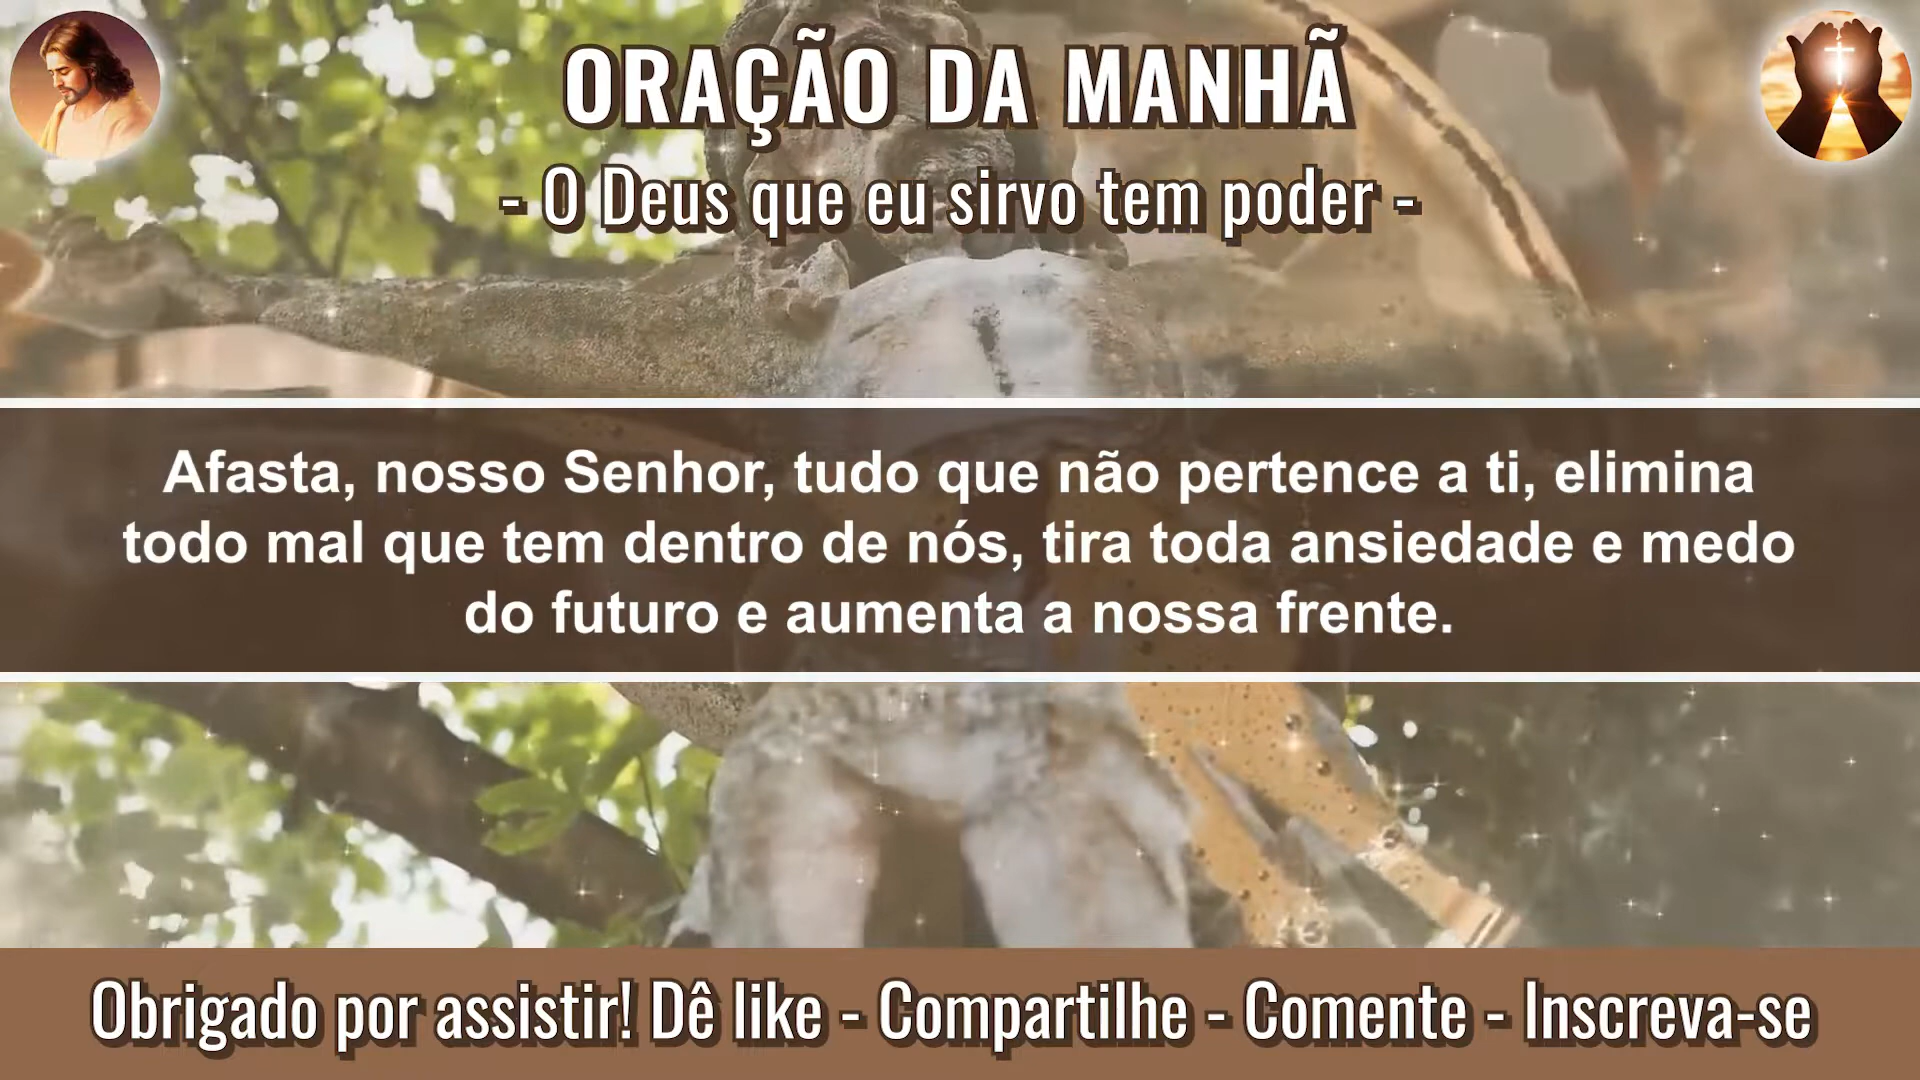 ORAÇÃO DA MANHÃ
- O Deus que eu sirvo tem poder -
Afasta, nosso Senhor, tudo que não pertence a ti, elimina
todo mal que tem dentro de nós, tira toda ansiedade e medo
do futuro e aumenta a nossa frente.
Obrigado por assistir! Dê like - Compartilhe - Comente - Inscreva-se